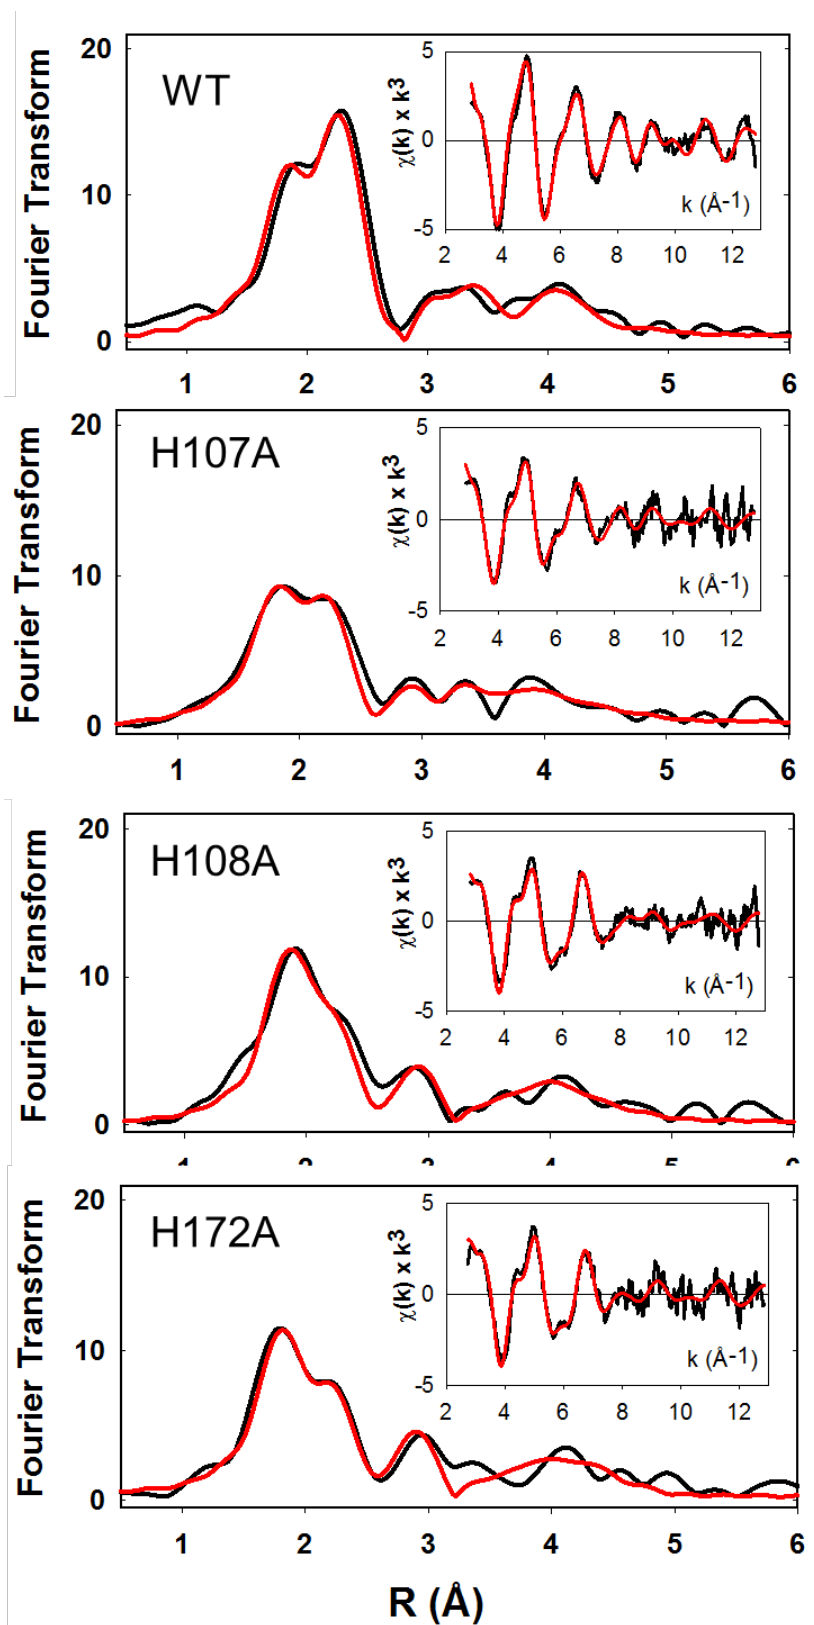 WT
Fourier Transform
20
10
0
5
0
-5
χ(k) x k3
k (Å-1)
2 4 6 8 10 12
1 2 3 4 5 6
H107A
Fourier Transform
20
10
0
5
0
-5
χ(k) x k3
k (Å-1)
2 4 6 8 10 12
1 2 3 4 5 6
H108A
Fourier Transform
20
10
0
5
0
-5
χ(k) x k3
k (Å-1)
2 4 6 8 10 12
H172A
Fourier Transform
20
10
0
5
0
-5
χ(k) x k3
k (Å-1)
2 4 6 8 10 12
1 2 3 4 5 6
R (Å)